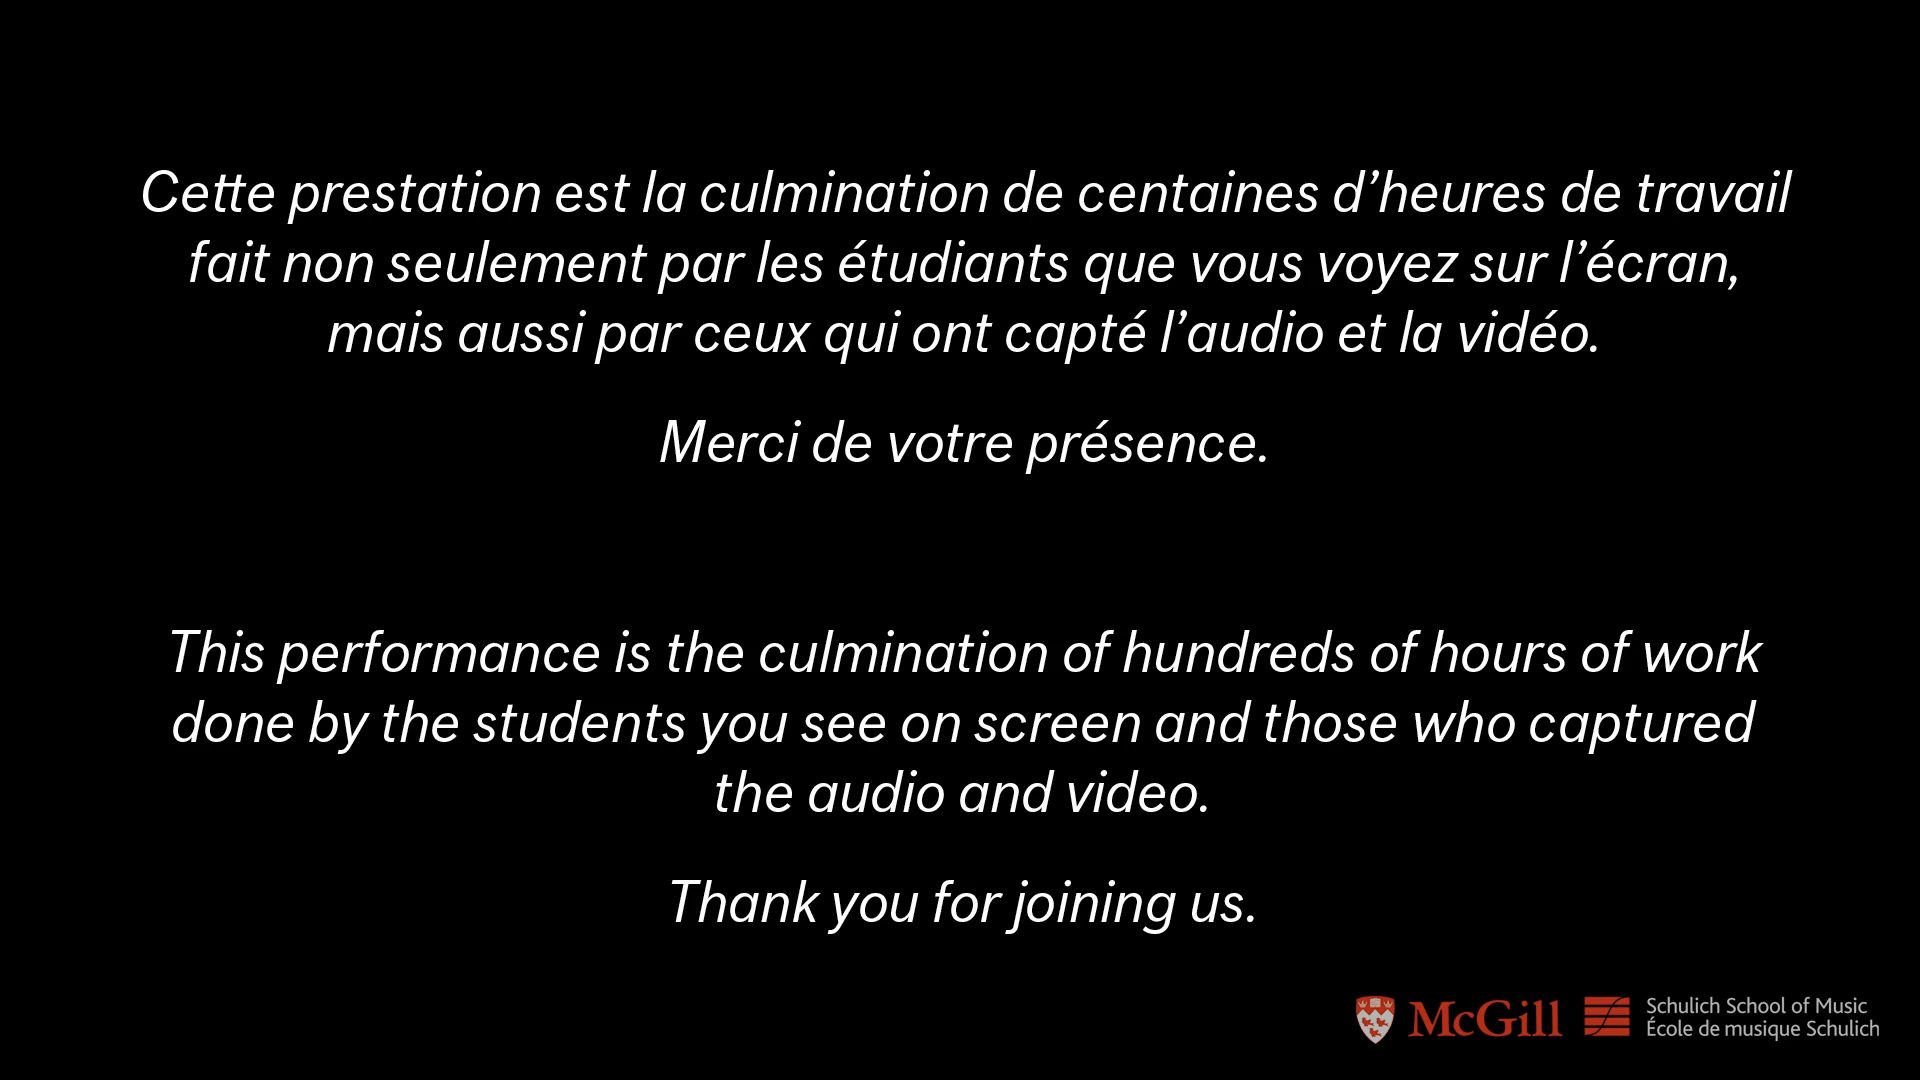 Cette prestation est la culmination de centaines d’heures de travail
fait non seulement par les étudiants que vous voyez sur l’écran,
mais aussi par ceux qui ont capté l’audio et la vidéo.
Merci de votre présence.
This performance is the culmination of hundreds of hours of work
done by the students you see on screen and those who captured
the audio and video.
Thank you for joining us.
McGill
Schulich School of Music
École de musique Schulich